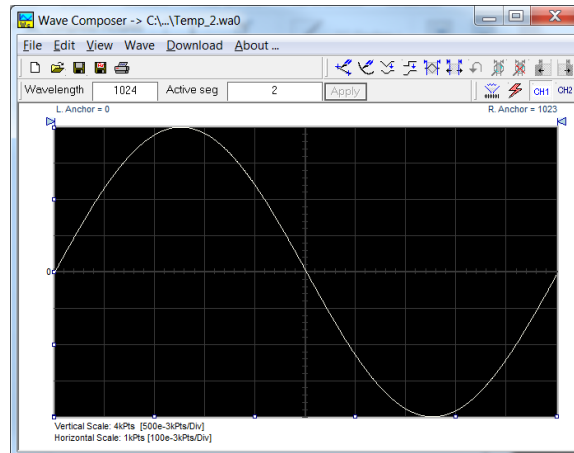 Wave Composer -> C:\...\Temp_2.wa0
File Edit View Wave Download About ...
Wavelength 1024 Active seg 2 Apply CH1 CH2
L. Anchor = 0 R. Anchor = 1023
0
Vertical Scale: 4kPts [500e-3kPts/Div]
Horizontal Scale: 1kPts [100e-3kPts/Div]